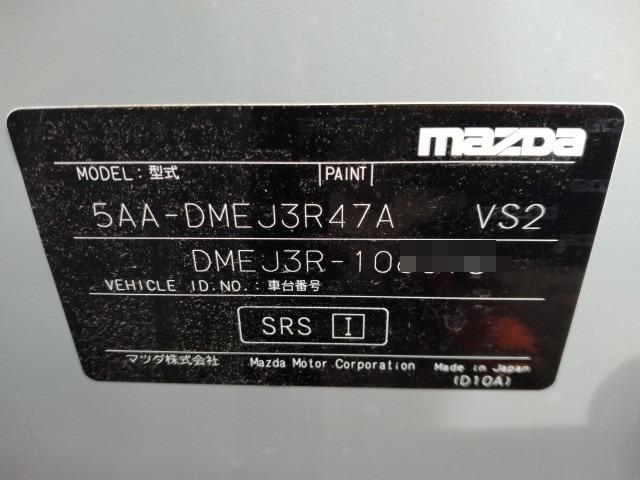 mazda
MODEL: 型式 PAINT
5AA-DMEJ3R47A VS2
DMEJ3R-10
VEHICLE ID.NO.: 車台番号
SRS I
マツダ株式会社 Mazda Motor Corporation Made in Japan
(D10A)